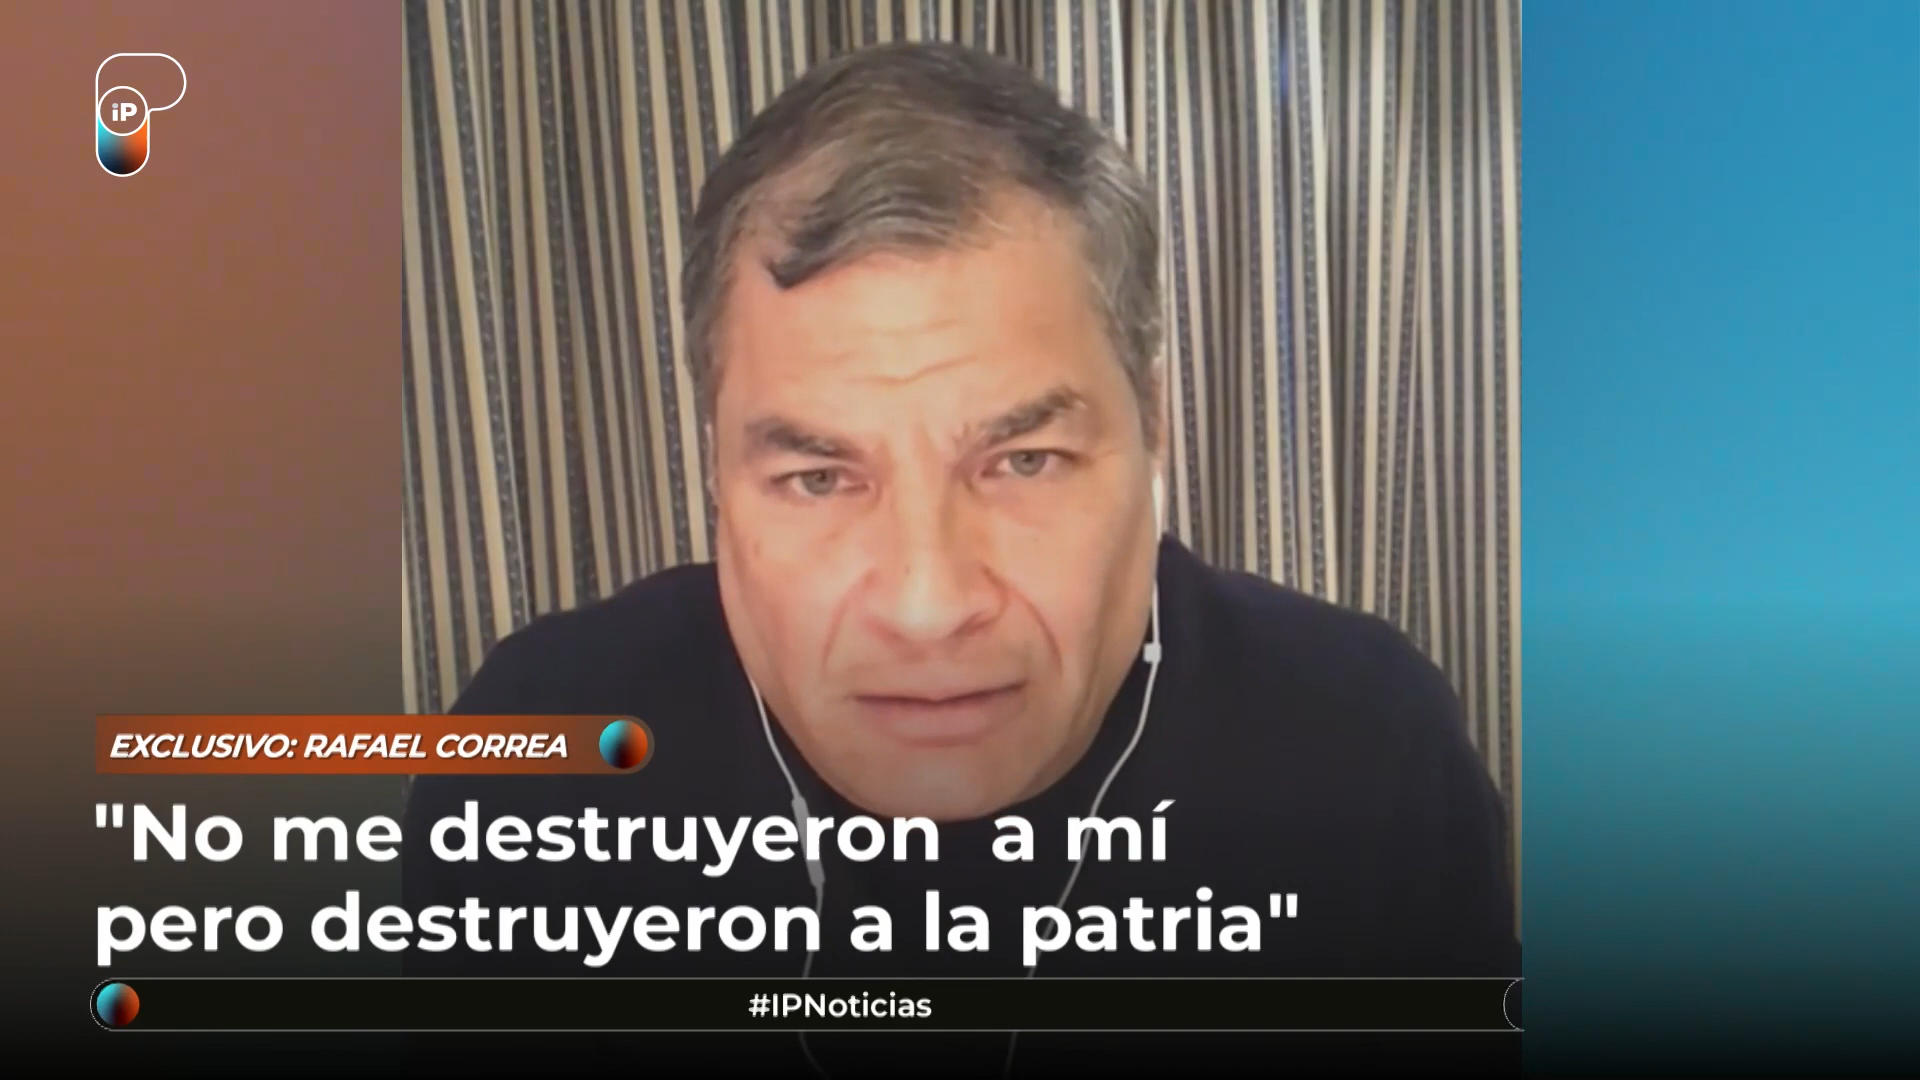 iP
EXCLUSIVO: RAFAEL CORREA
"No me destruyeron a mí
pero destruyeron a la patria"
#IPNoticias